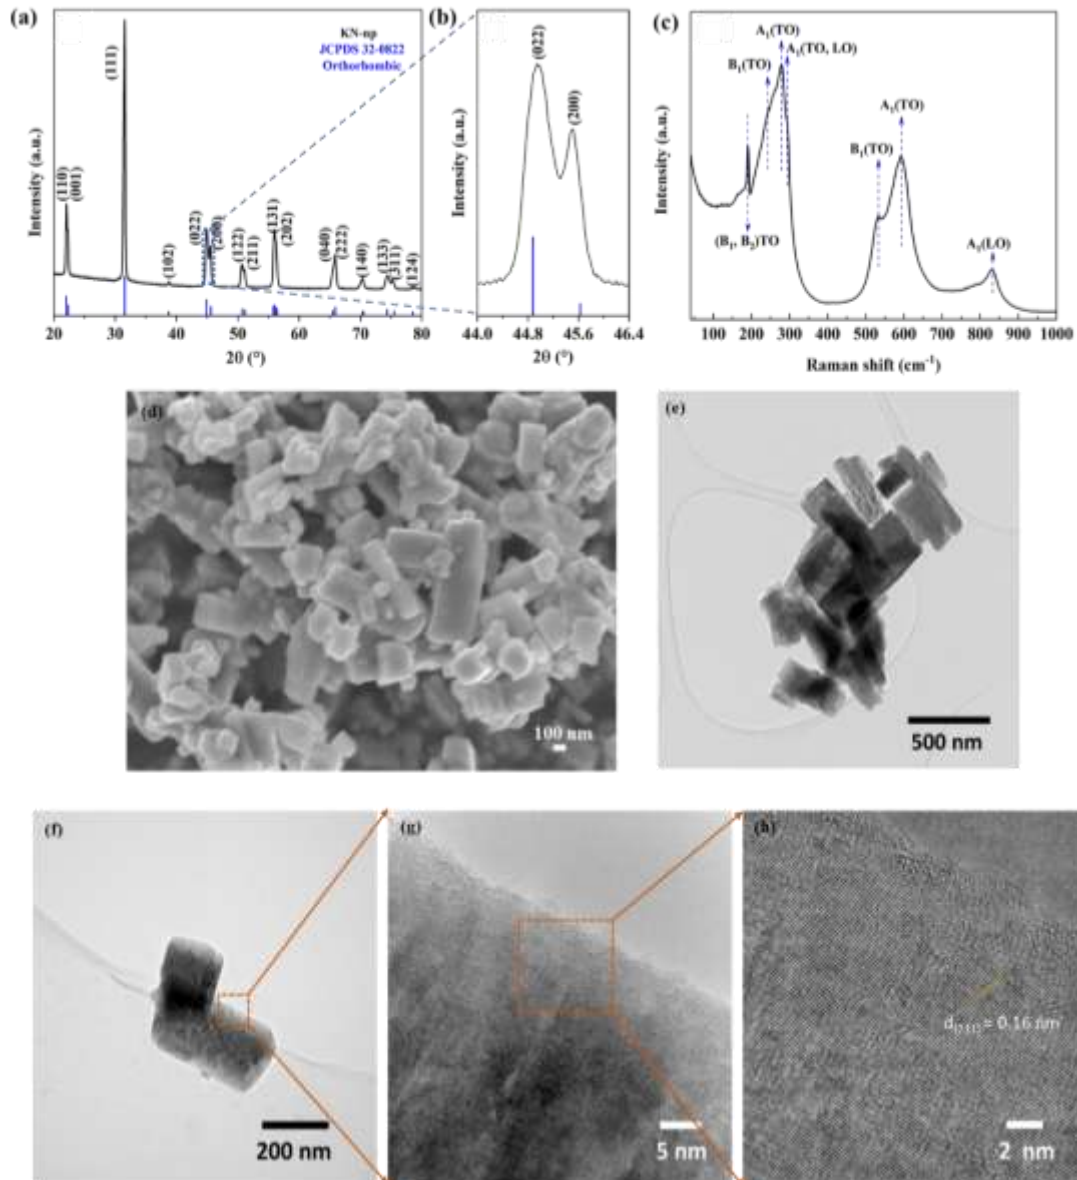 (a)
(111)
KN-np
JCPDS 32-0822
Orthorhombic
(110)
(001)
(102)
(022)
(200)
(122)
(211)
(131)
(202)
(040)
(222)
(140)
(133)
(311)
(124)
Intensity (a.u.)
20 30 40 50 60 70 80
2θ (°)
(b)
(022)
(200)
Intensity (a.u.)
44.0 44.8 45.6 46.4
2θ (°)
(c)
A₁(TO)
A₁(TO, LO)
B₁(TO)
(B₁, B₂)TO
B₁(TO)
A₁(TO)
A₁(LO)
Intensity (a.u.)
100 200 300 400 500 600 700 800 900 1000
Raman shift (cm⁻¹)
(d)
100 nm
(e)
500 nm
(f)
200 nm
(g)
5 nm
(h)
= 0.16 nm
2 nm